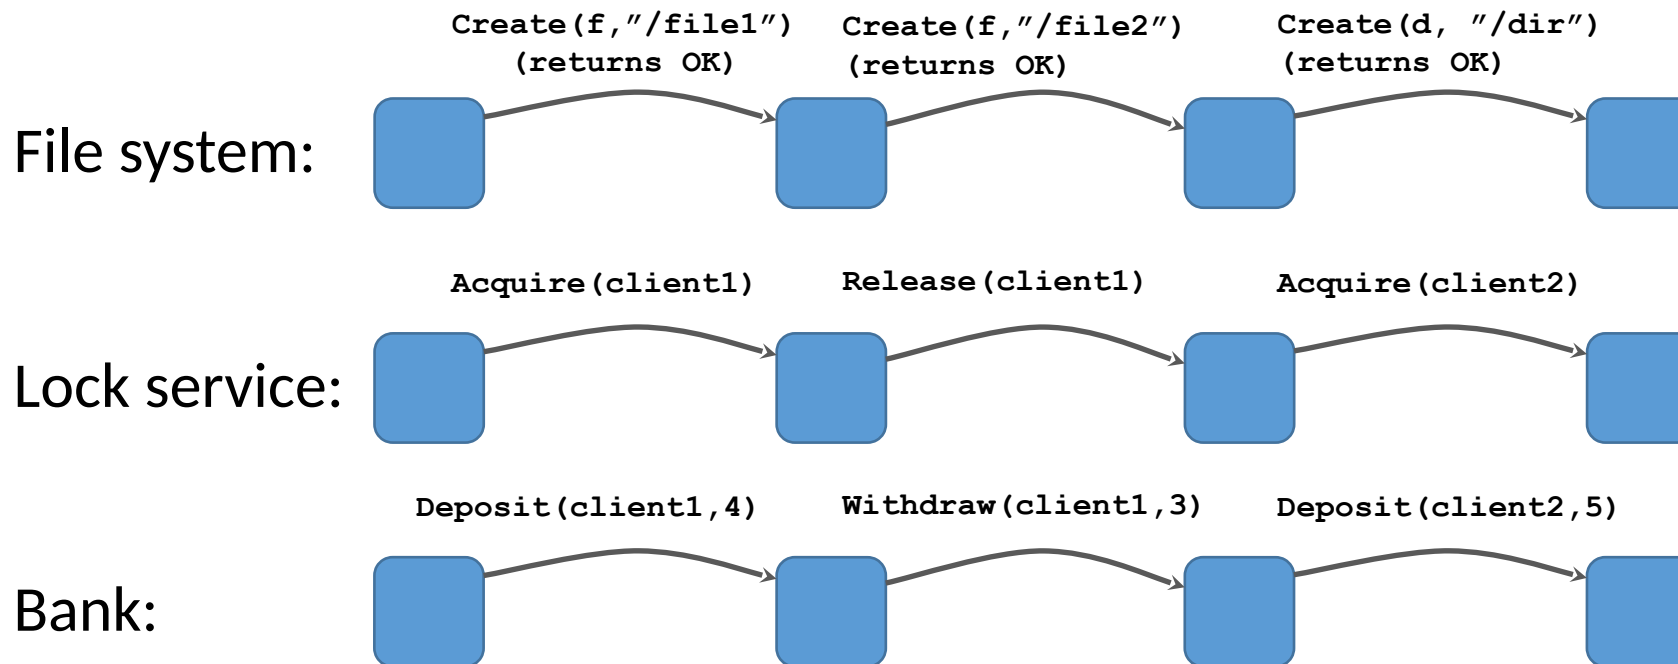 Create(f,”/file1”)
(returns OK)
Create(f,”/file2”)
(returns OK)
Create(d, ”/dir”)
(returns OK)
File system:
Acquire(client1)
Release(client1)
Acquire(client2)
Lock service:
Deposit(client1,4)
Withdraw(client1,3)
Deposit(client2,5)
Bank: